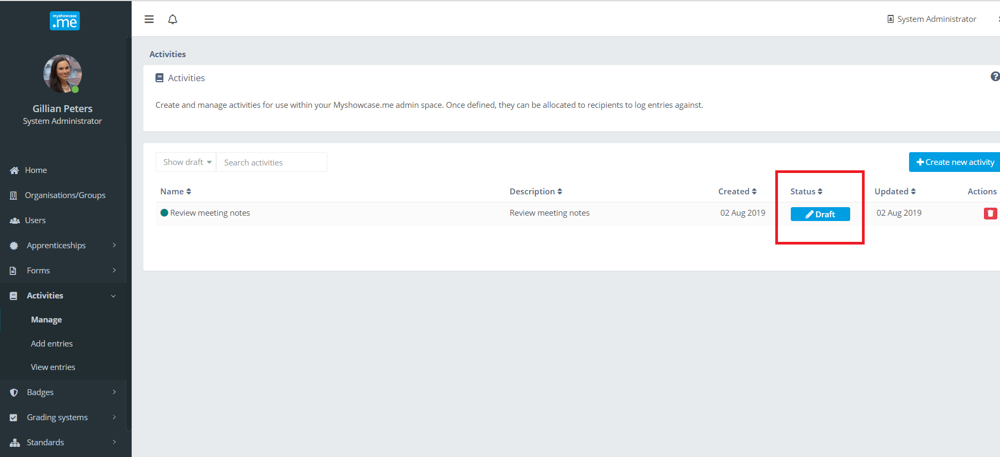 myshowcase
.me
System Administrator
Gillian Peters
System Administrator
Home
Organisations/Groups
Users
Apprenticeships
Forms
Activities
Manage
Add entries
View entries
Badges
Grading systems
Standards
Activities
Activities
Create and manage activities for use within your Myshowcase.me admin space. Once defined, they can be allocated to recipients to log entries against.
Show draft Search activities
Create new activity
Name Description Created Status Updated Actions
Review meeting notes Review meeting notes 02 Aug 2019 Draft 02 Aug 2019